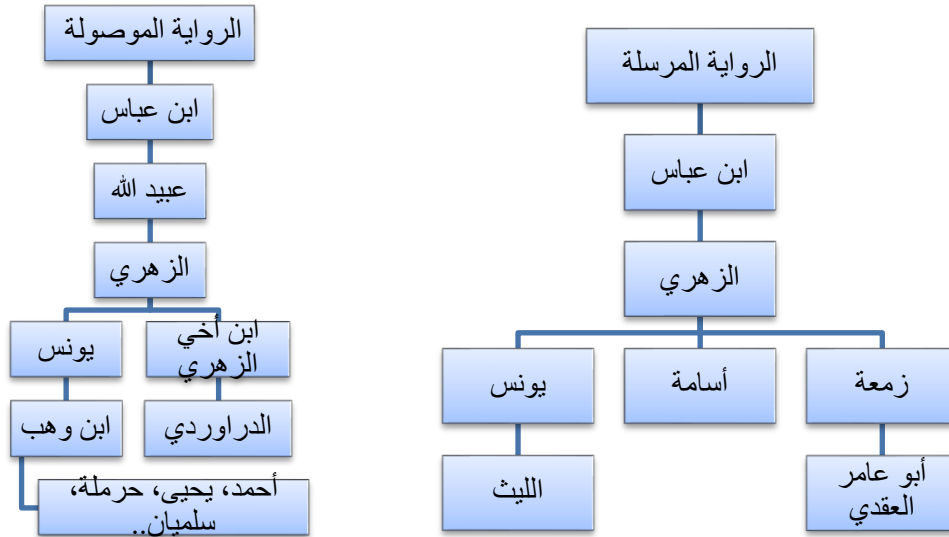 الرواية المرسلة
ابن عباس
الزهري
زمعة
أسامة
يونس
أبو عامر
العقدي
الليث
الرواية الموصولة
ابن عباس
عبيد الله
الزهري
ابن أخي
الزهري
يونس
الدراوردي
ابن وهب
أحمد، يحيى، حرملة،
سلميان..